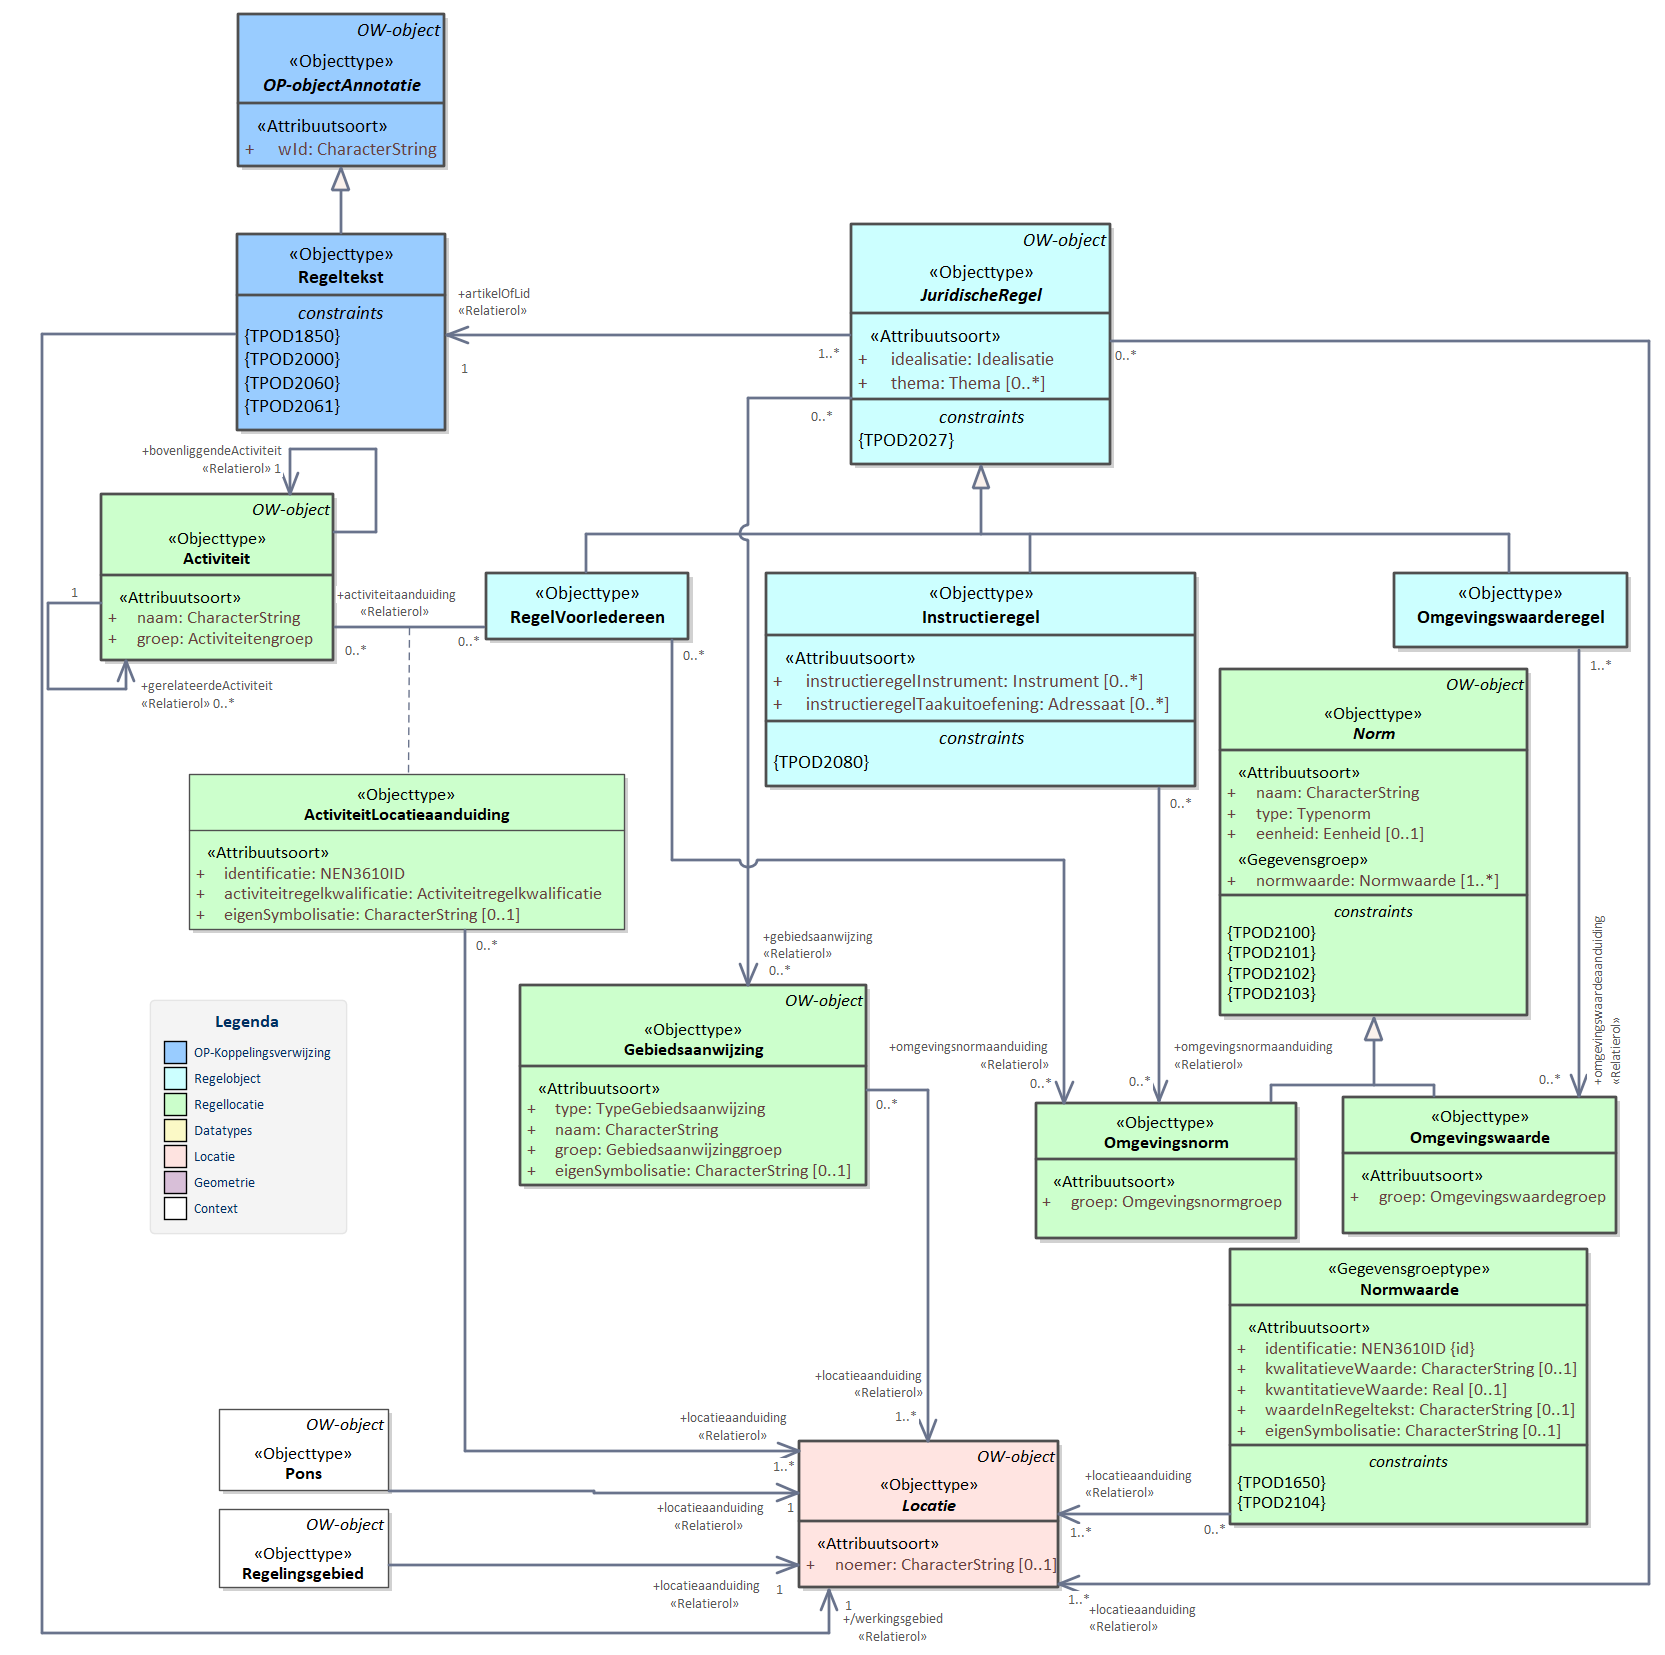 OW-object
«Objecttype»
OP-objectAnnotatie
«Attribuutsoort»
+ wId: CharacterString
«Objecttype»
Regeltekst
constraints
{TPOD1850}
{TPOD2000}
{TPOD2060}
{TPOD2061}
+artikelOfLid
«Relatierol»
1
1..*
OW-object
«Objecttype»
JuridischeRegel
«Attribuutsoort»
+ idealisatie: Idealisatie
+ thema: Thema [0..*]
constraints
{TPOD2027}
0..*
0..*
+bovenliggendeActiviteit
«Relatierol» 1
OW-object
«Objecttype»
Activiteit
«Attribuutsoort»
+ naam: CharacterString
+ groep: Activiteitengroep
1
+gerelateerdeActiviteit
«Relatierol» 0..*
+activiteitaanduiding
«Relatierol»
0..*
0..*
«Objecttype»
RegelVoorIedereen
0..*
«Objecttype»
Instructieregel
«Attribuutsoort»
+ instructieregelInstrument: Instrument [0..*]
+ instructieregelTaakuitoefening: Adressaat [0..*]
constraints
{TPOD2080}
0..*
«Objecttype»
Omgevingswaarderegel
1..*
OW-object
«Objecttype»
Norm
«Attribuutsoort»
+ naam: CharacterString
+ type: Typenorm
+ eenheid: Eenheid [0..1]
«Gegevensgroep»
+ normwaarde: Normwaarde [1..*]
constraints
{TPOD2100}
{TPOD2101}
{TPOD2102}
{TPOD2103}
«Objecttype»
ActiviteitLocatieaanduiding
«Attribuutsoort»
+ identificatie: NEN3610ID
+ activiteitregelkwalificatie: Activiteitregelkwalificatie
+ eigenSymbolisatie: CharacterString [0..1]
0..*
+gebiedsaanwijzing
«Relatierol»
0..*
OW-object
«Objecttype»
Gebiedsaanwijzing
«Attribuutsoort»
+ type: TypeGebiedsaanwijzing
+ naam: CharacterString
+ groep: Gebiedsaanwijzinggroep
+ eigenSymbolisatie: CharacterString [0..1]
0..*
+omgevingsnormaanduiding
«Relatierol»
0..*
+omgevingsnormaanduiding
«Relatierol»
0..*
+omgevingswaardeaanduiding
«Relatierol»
0..*
«Objecttype»
Omgevingsnorm
«Attribuutsoort»
+ groep: Omgevingsnormgroep
«Objecttype»
Omgevingswaarde
«Attribuutsoort»
+ groep: Omgevingswaardegroep
Legenda
OP-Koppelingsverwijzing
Regelobject
Regellocatie
Datatypes
Locatie
Geometrie
Context
«Gegevensgroeptype»
Normwaarde
«Attribuutsoort»
+ identificatie: NEN3610ID {id}
+ kwalitatieveWaarde: CharacterString [0..1]
+ kwantitatieveWaarde: Real [0..1]
+ waardeInRegeltekst: CharacterString [0..1]
+ eigenSymbolisatie: CharacterString [0..1]
constraints
{TPOD1650}
{TPOD2104}
0..*
+locatieaanduiding
«Relatierol»
1..*
+locatieaanduiding
«Relatierol»
1..*
OW-object
«Objecttype»
Pons
+locatieaanduiding
«Relatierol»
1
OW-object
«Objecttype»
Regelingsgebied
+locatieaanduiding
«Relatierol»
1
OW-object
«Objecttype»
Locatie
«Attribuutsoort»
+ noemer: CharacterString [0..1]
+locatieaanduiding
«Relatierol»
1..*
1..*
+locatieaanduiding
«Relatierol»
1
+/werkingsgebied
«Relatierol»